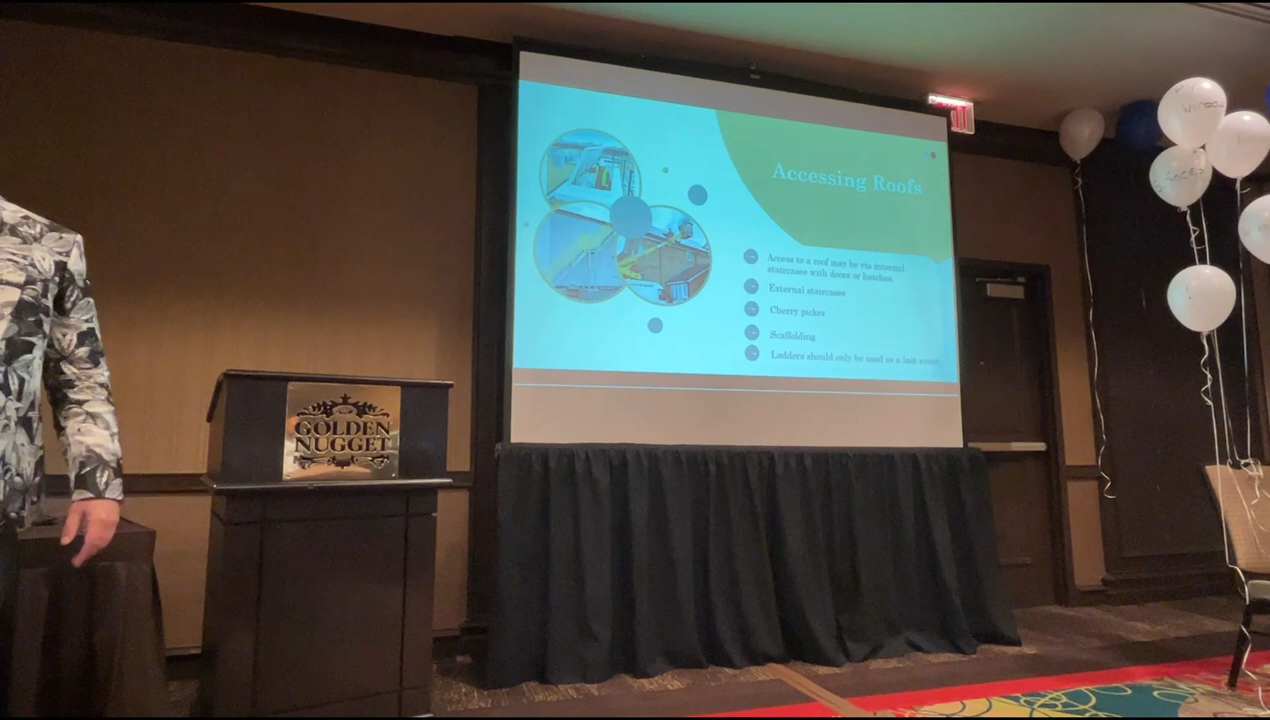 Accessing Roofs
Access to a roof may be via internal
staircases with doors or hatches.
External staircases
Cherry picker
Scaffolding
Ladders should only be used as a last resort.
GOLDEN
NUGGET